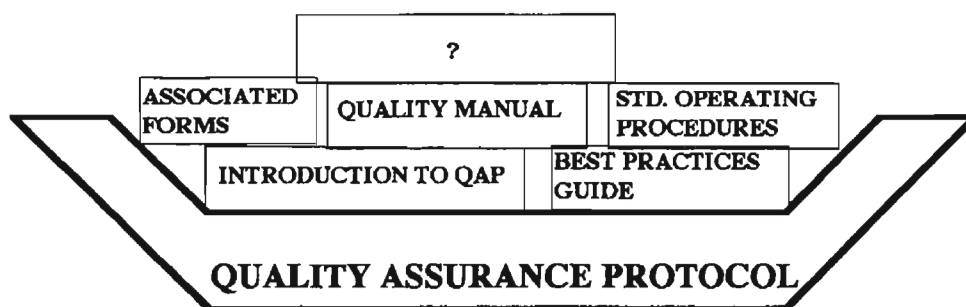 ?
ASSOCIATED
FORMS
QUALITY MANUAL
STD. OPERATING
PROCEDURES
INTRODUCTION TO QAP
BEST PRACTICES
GUIDE
QUALITY ASSURANCE PROTOCOL